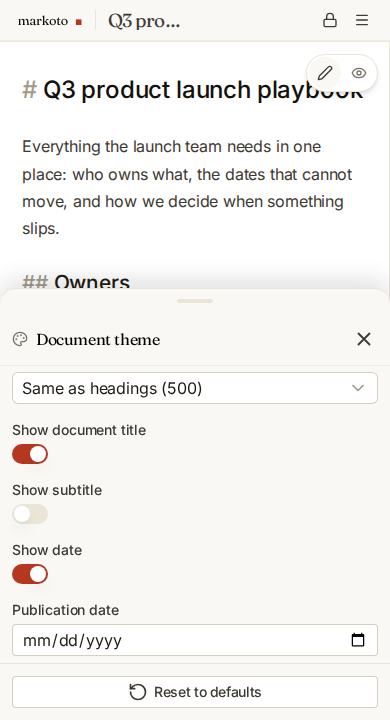 markoto
Q3 pro…
# Q3 product launch playbook
Everything the launch team needs in one
place: who owns what, the dates that cannot
move, and how we decide when something
slips.
## Owners
Document theme
Same as headings (500)
Show document title
Show subtitle
Show date
Publication date
mm/dd/yyyy
Reset to defaults